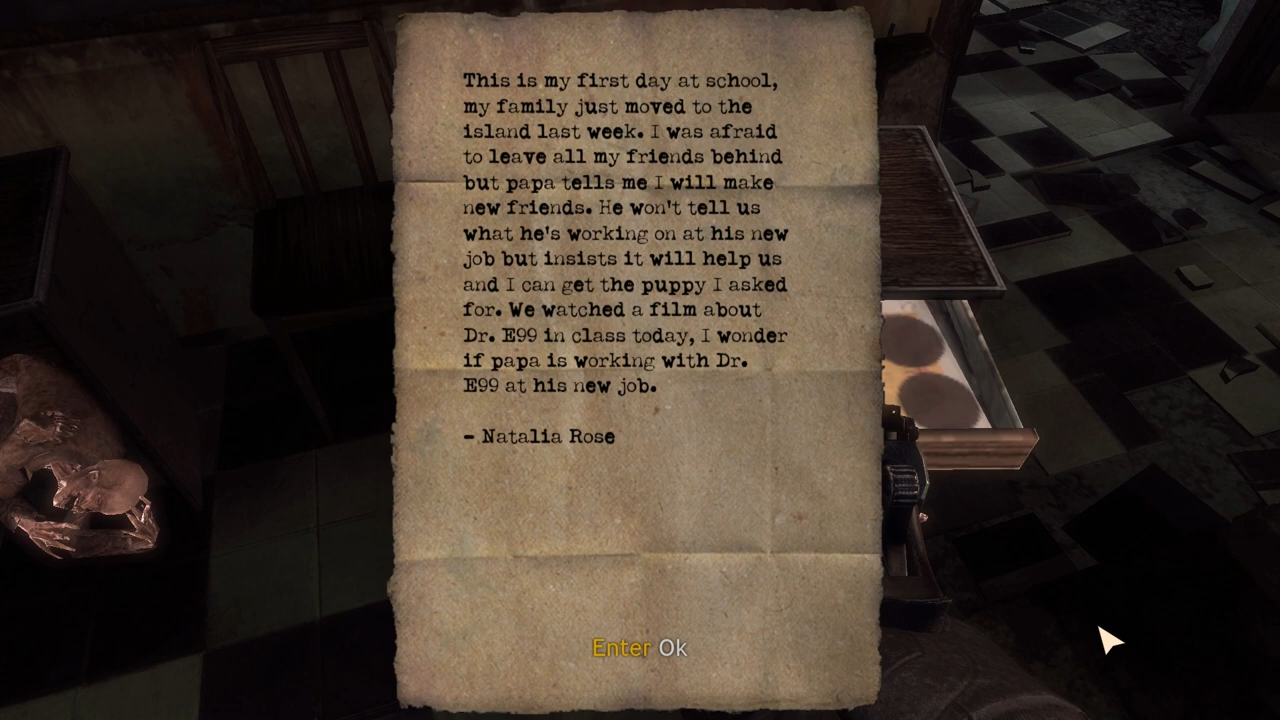 This is my first day at school,
my family just moved to the
island last week. I was afraid
to leave all my friends behind
but papa tells me I will make
new friends. He won't tell us
what he's working on at his new
job but insists it will help us
and I can get the puppy I asked
for. We watched a film about
Dr. E99 in class today, I wonder
if papa is working with Dr.
E99 at his new job.
- Natalia Rose
Enter Ok